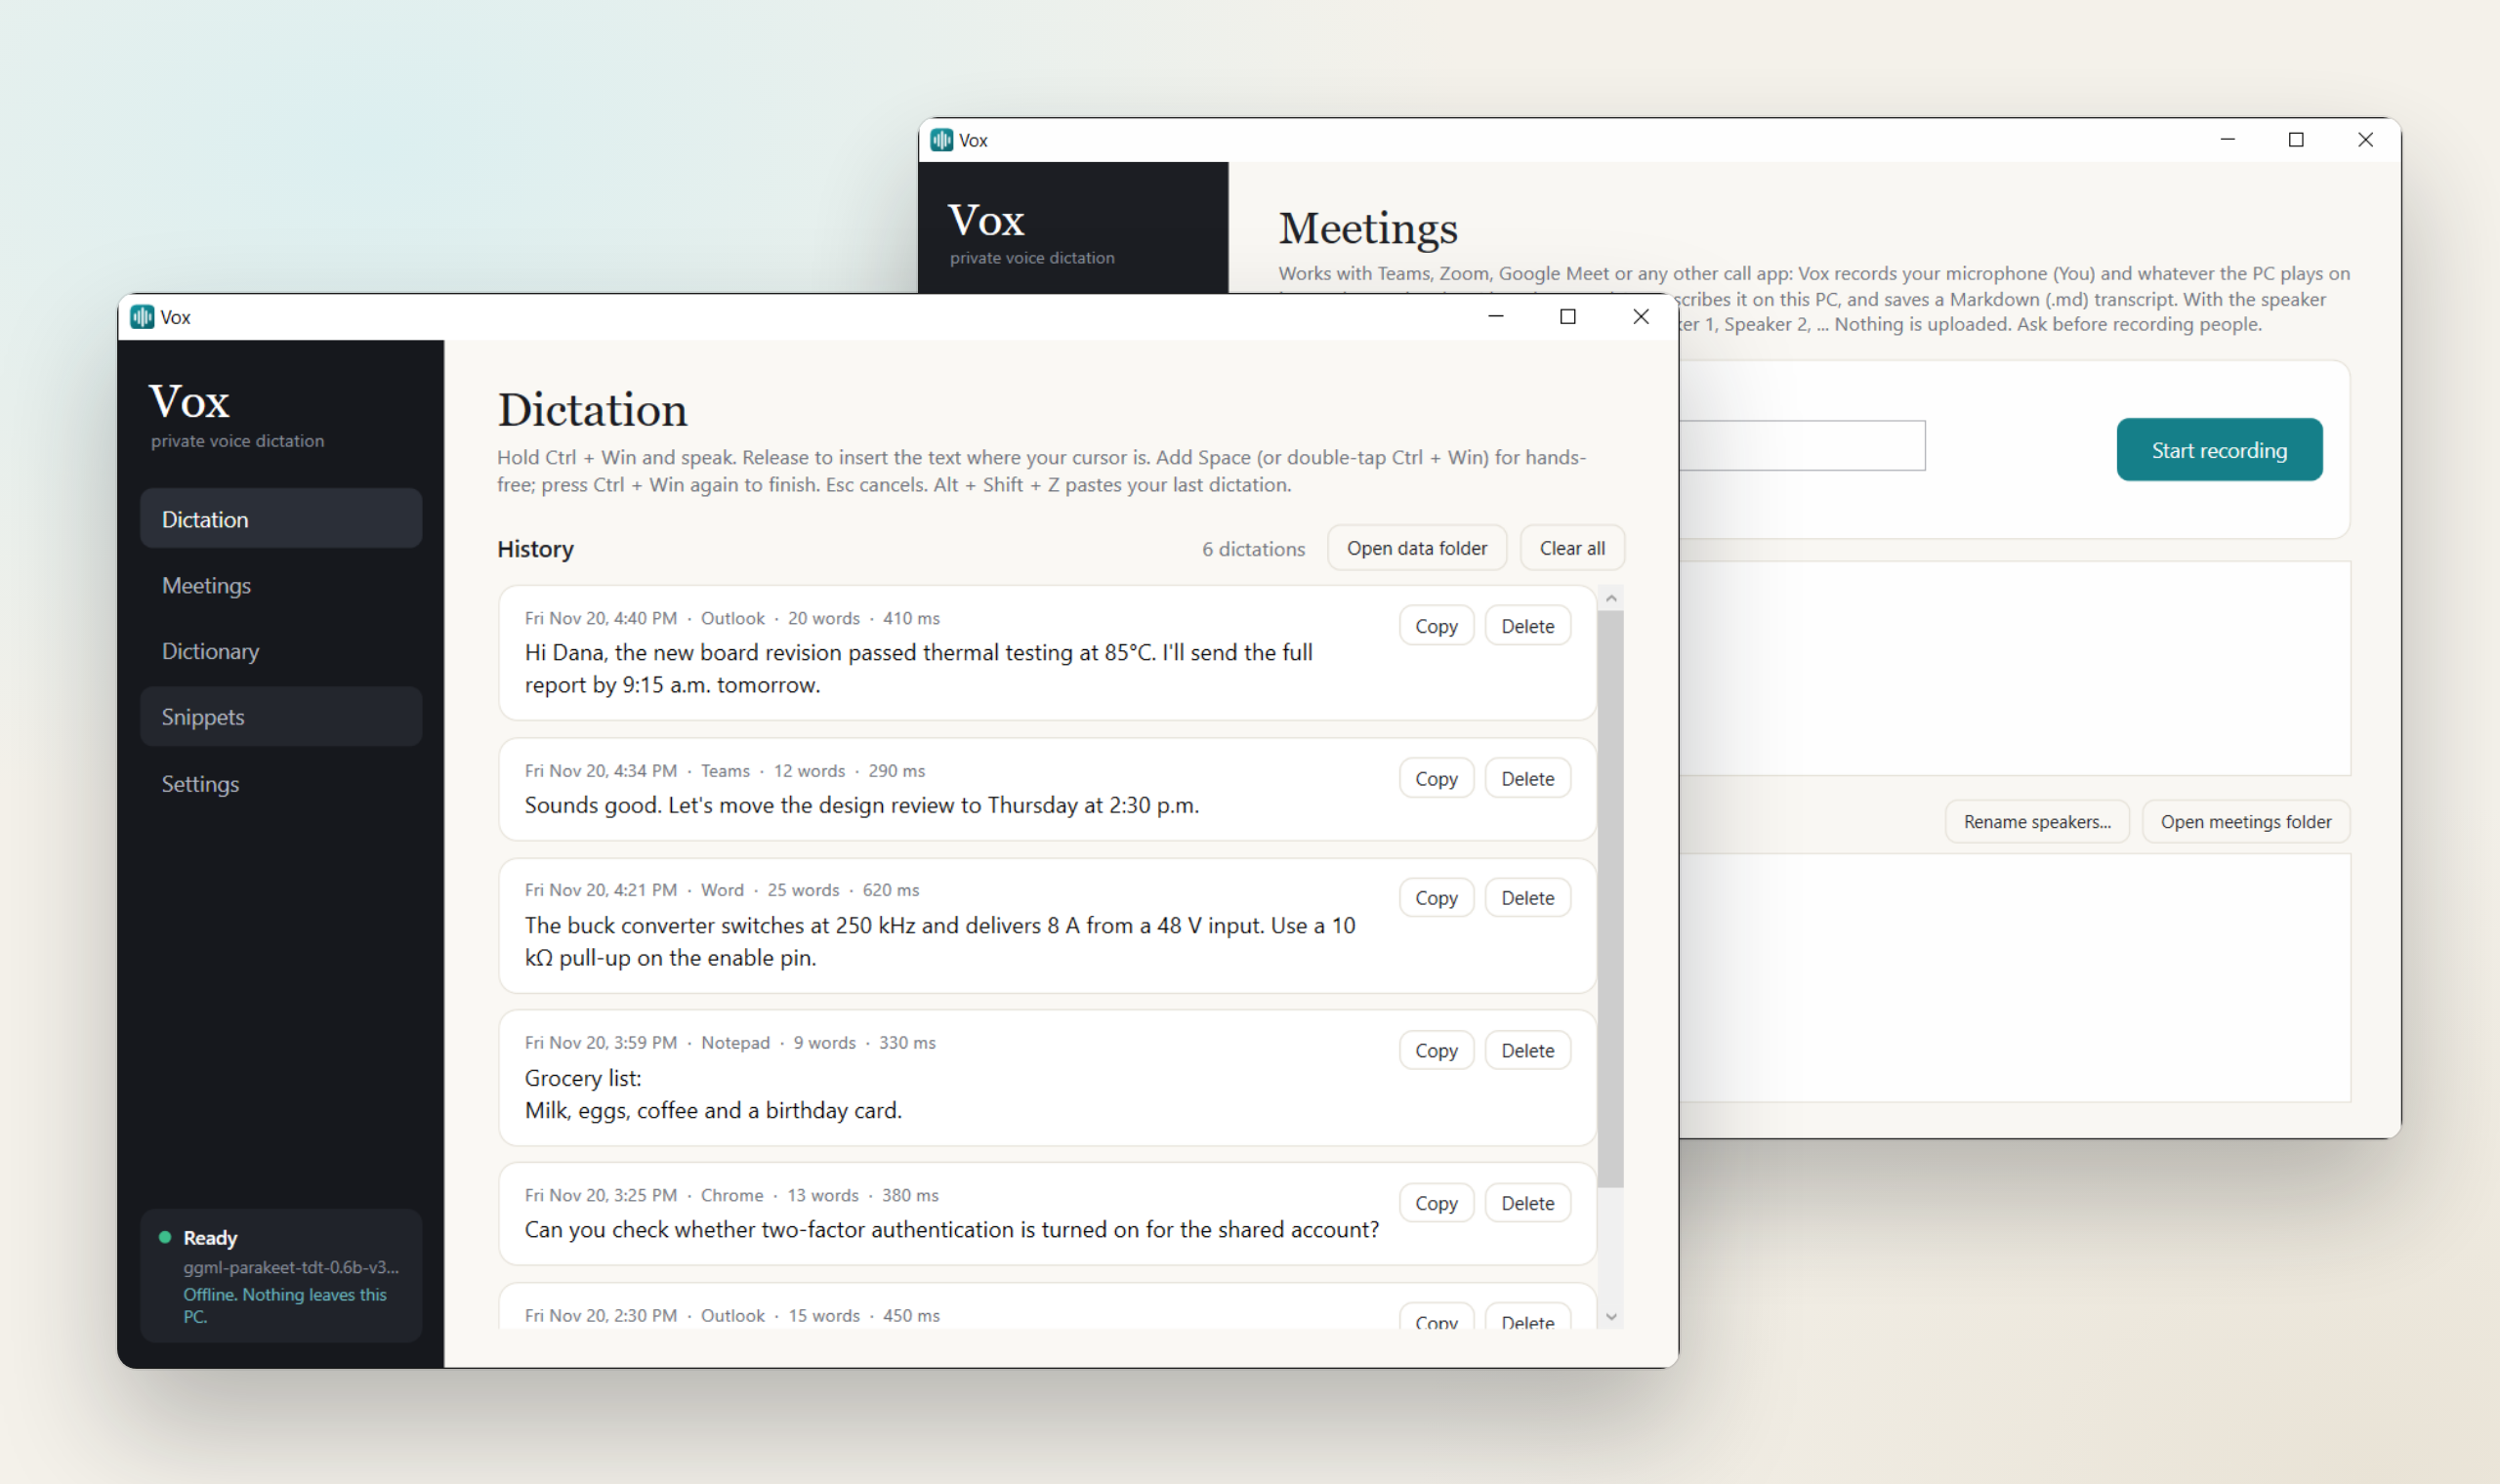 Vox
Vox
private voice dictation
Meetings
Works with Teams, Zoom, Google Meet or any other call app: Vox records your microphone (You) and whatever the PC plays on
scribes it on this PC, and saves a Markdown (.md) transcript. With the speaker
er 1, Speaker 2, ... Nothing is uploaded. Ask before recording people.
Start recording
Rename speakers...
Open meetings folder
Vox
Vox
private voice dictation
Dictation
Meetings
Dictionary
Snippets
Settings
Ready
ggml-parakeet-tdt-0.6b-v3...
Offline. Nothing leaves this
PC.
Dictation
Hold Ctrl + Win and speak. Release to insert the text where your cursor is. Add Space (or double-tap Ctrl + Win) for hands-
free; press Ctrl + Win again to finish. Esc cancels. Alt + Shift + Z pastes your last dictation.
History
6 dictations
Open data folder
Clear all
Fri Nov 20, 4:40 PM · Outlook · 20 words · 410 ms
Copy
Delete
Hi Dana, the new board revision passed thermal testing at 85°C. I'll send the full
report by 9:15 a.m. tomorrow.
Fri Nov 20, 4:34 PM · Teams · 12 words · 290 ms
Copy
Delete
Sounds good. Let's move the design review to Thursday at 2:30 p.m.
Fri Nov 20, 4:21 PM · Word · 25 words · 620 ms
Copy
Delete
The buck converter switches at 250 kHz and delivers 8 A from a 48 V input. Use a 10
kΩ pull-up on the enable pin.
Fri Nov 20, 3:59 PM · Notepad · 9 words · 330 ms
Copy
Delete
Grocery list:
Milk, eggs, coffee and a birthday card.
Fri Nov 20, 3:25 PM · Chrome · 13 words · 380 ms
Copy
Delete
Can you check whether two-factor authentication is turned on for the shared account?
Fri Nov 20, 2:30 PM · Outlook · 15 words · 450 ms
Copy
Delete